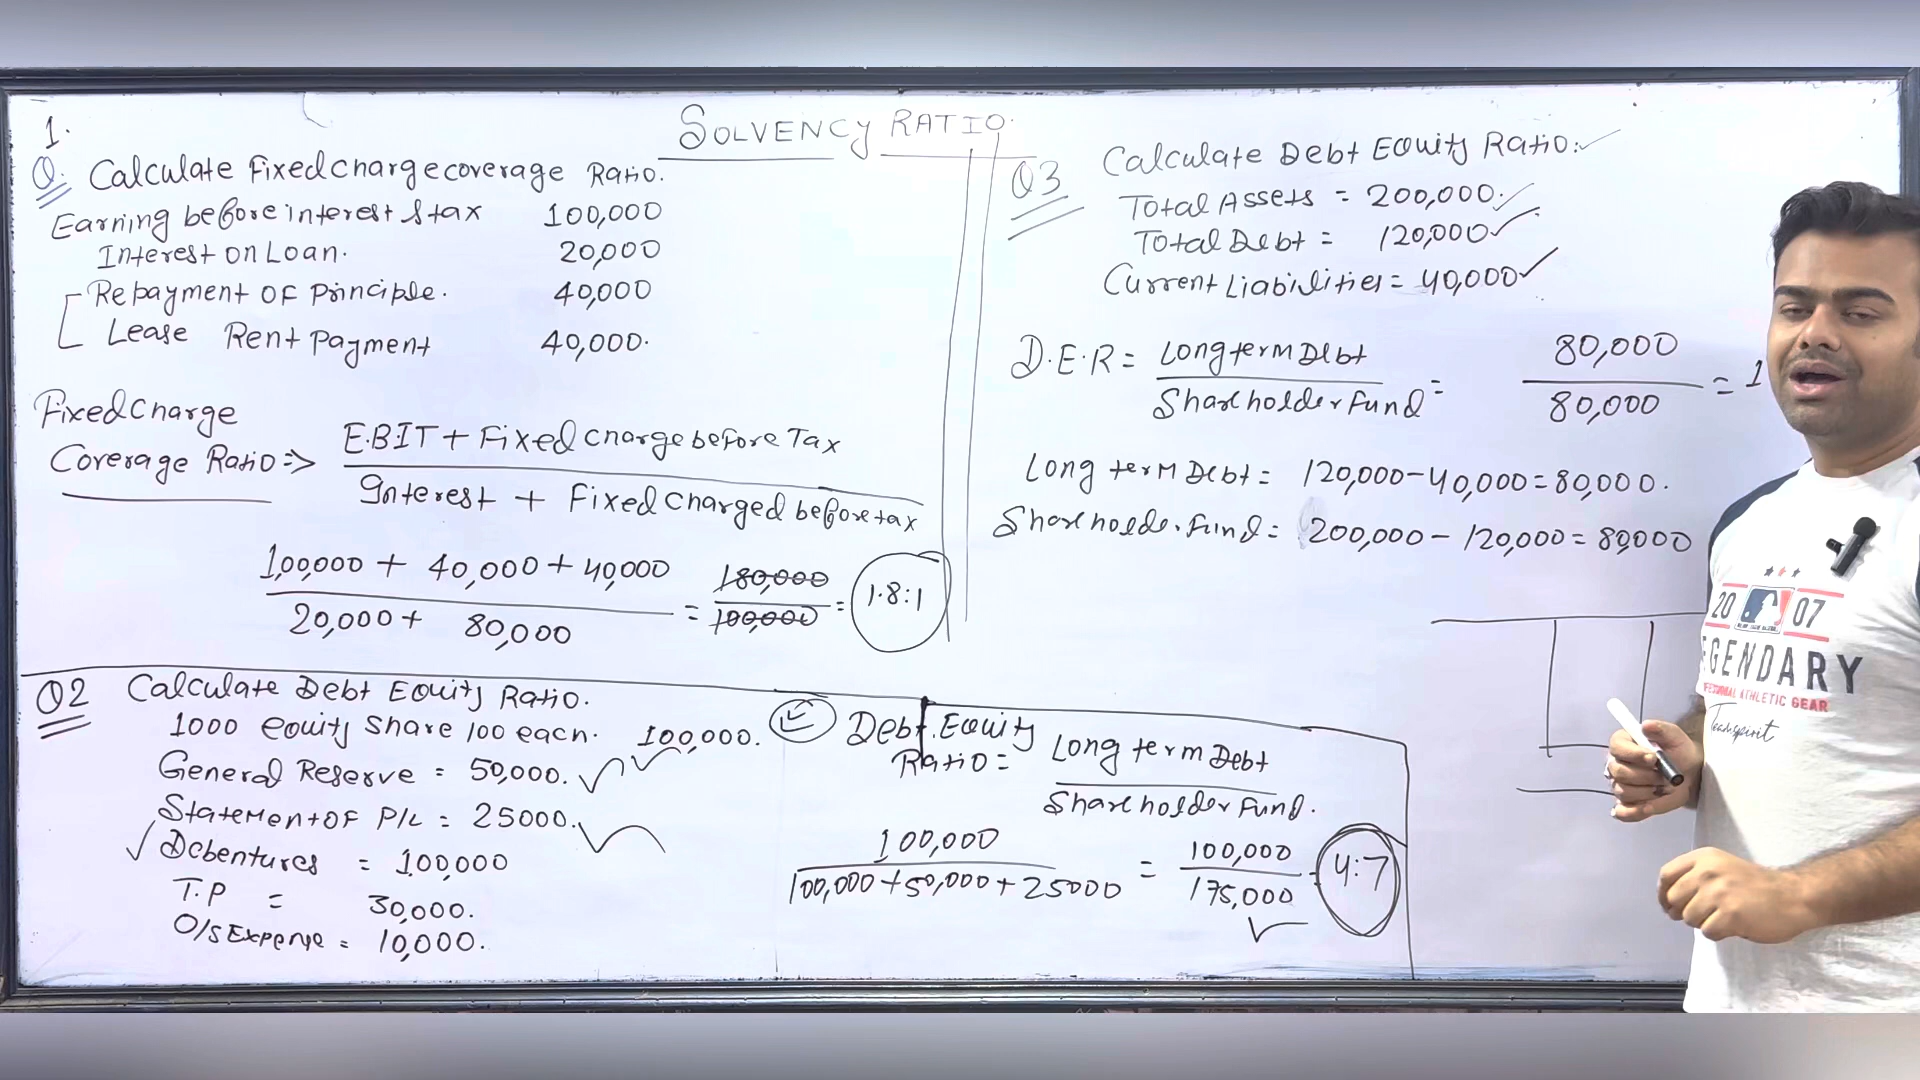 SOLVENCY RATIO.
1.
Q. Calculate Fixed charge coverage Ratio.
Earning before interest & tax 100,000
Interest on Loan. 20,000
Repayment of Principle. 40,000
Lease Rent Payment 40,000.
Fixed Charge
Coverage Ratio => E.BIT + Fixed charge before Tax
Interest + Fixed Charged before tax
1,00,000 + 40,000 + 40,000
20,000 + 80,000
= 180,000
100,000
= 1.8:1
Q2 Calculate Debt Equity Ratio.
1000 equity share 100 each. 100,000.
General Reserve = 50,000.
Statement of P/L = 25000.
Debentures = 1,00,000
T.P = 30,000.
O/s Expense = 10,000.
Debt. Equity
Ratio = Long term Debt
Shareholder Fund.
100,000
100,000 + 50,000 + 25000
= 100,000
175,000
= 4:7
Q3 Calculate Debt Equity Ratio.
Total Assets = 200,000.
Total Debt = 120,000
Current Liabilities = 40,000
D.E.R = Long term Debt
Shareholder Fund
= 80,000
80,000
= 1
Long term Debt = 120,000 - 40,000 = 80,000.
Shareholder Fund = 200,000 - 120,000 = 80,000
20 07
EGENDARY
ATHLETIC GEAR
Team spirit